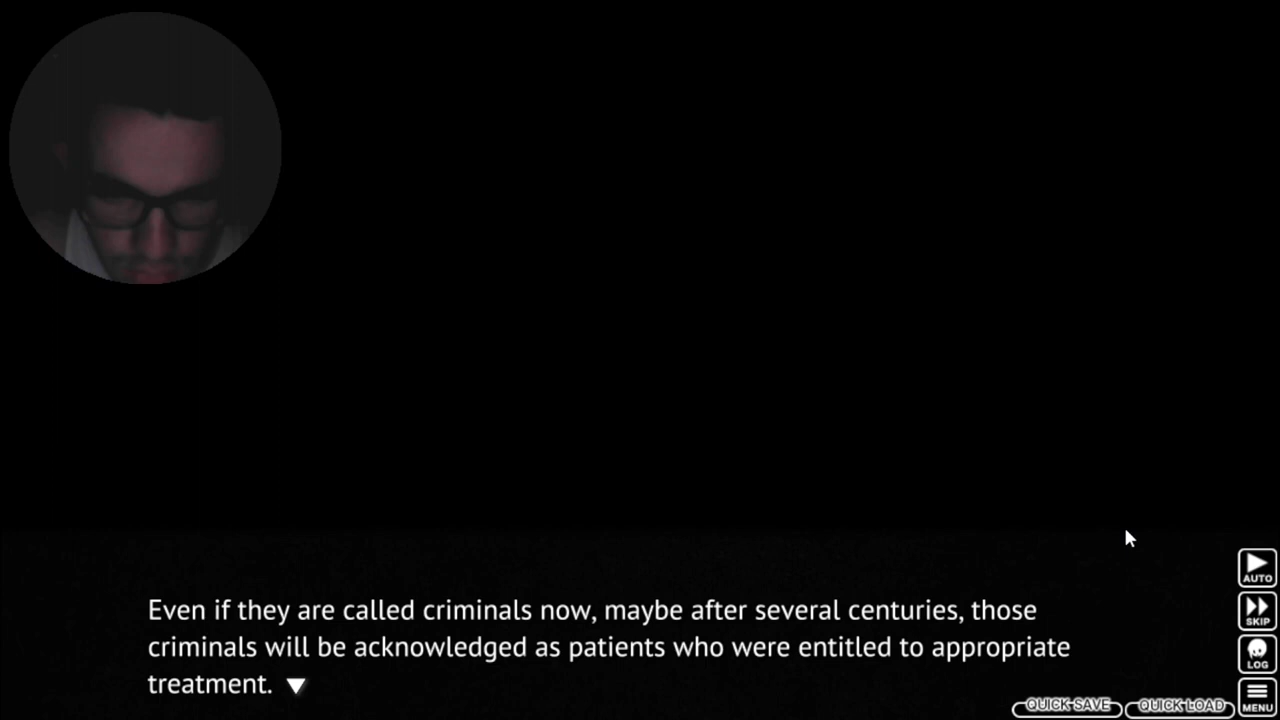 Even if they are called criminals now, maybe after several centuries, those
criminals will be acknowledged as patients who were entitled to appropriate
treatment.
AUTO
SKIP
LOG
MENU
QUICK SAVE QUICK LOAD